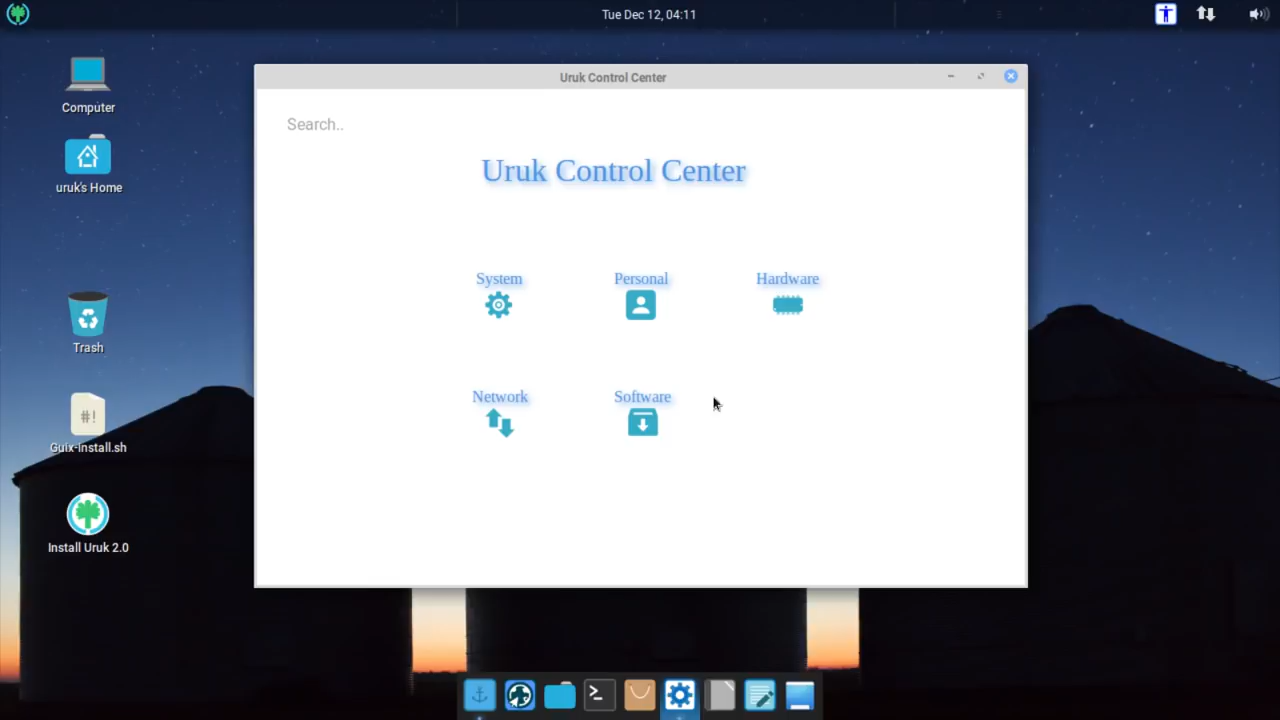 Tue Dec 12, 04:11
Uruk Control Center
Computer
Search..
Uruk Control Center
uruk's Home
System
Personal
Hardware
Trash
Network
Software
#!
Guix-install.sh
Install Uruk 2.0